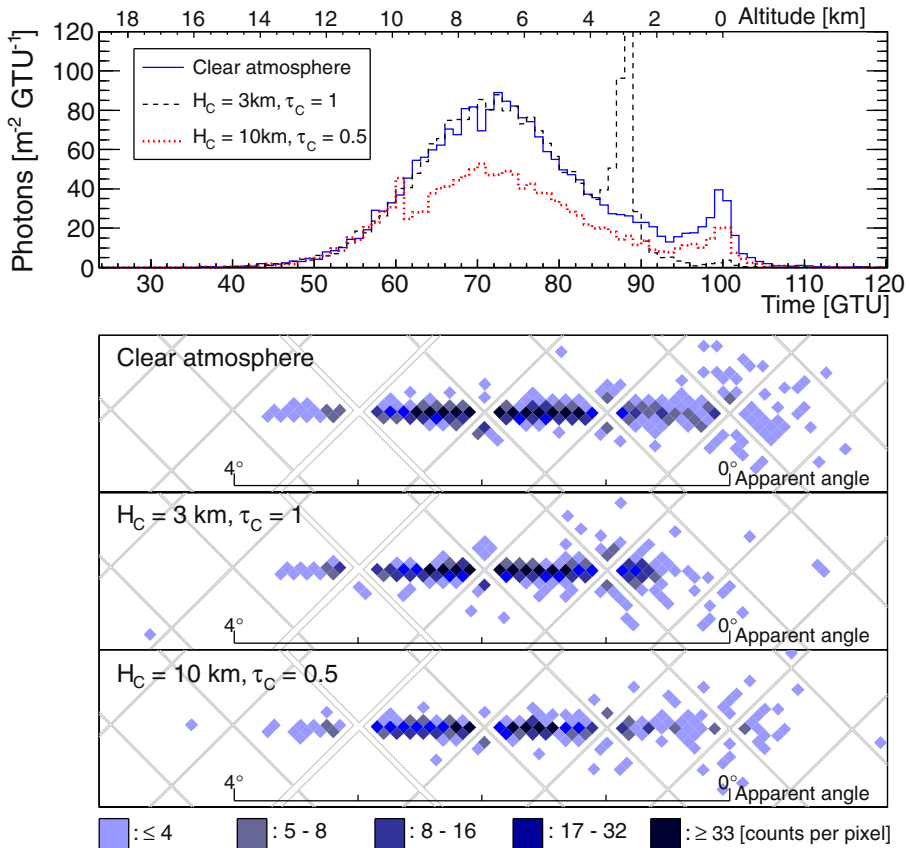 18 16 14 12 10 8 6 4 2 0 Altitude [km]
Photons [m⁻² GTU⁻¹]
120
100
80
60
40
20
0
Clear atmosphere
H_C = 3km, τ_C = 1
H_C = 10km, τ_C = 0.5
30 40 50 60 70 80 90 100 110 120
Time [GTU]
Clear atmosphere
4° 0°
Apparent angle
H_C = 3 km, τ_C = 1
4° 0°
Apparent angle
H_C = 10 km, τ_C = 0.5
4° 0°
Apparent angle
: ≤ 4 : 5 - 8 : 8 - 16 : 17 - 32 : ≥ 33 [counts per pixel]